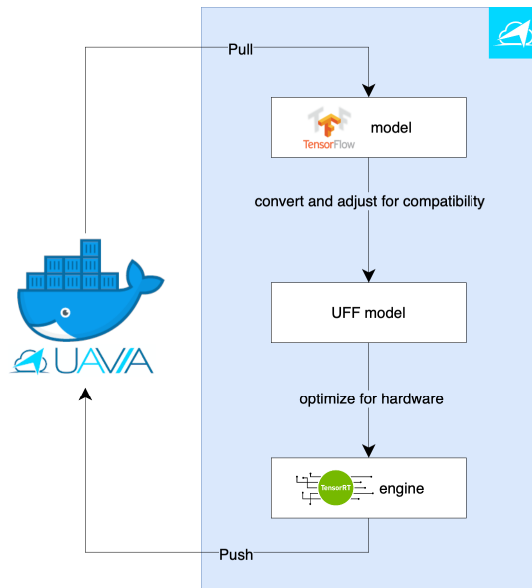 Pull
TensorFlow
model
convert and adjust for compatibility
UFF model
UAVIA
optimize for hardware
TensorRT
engine
Push